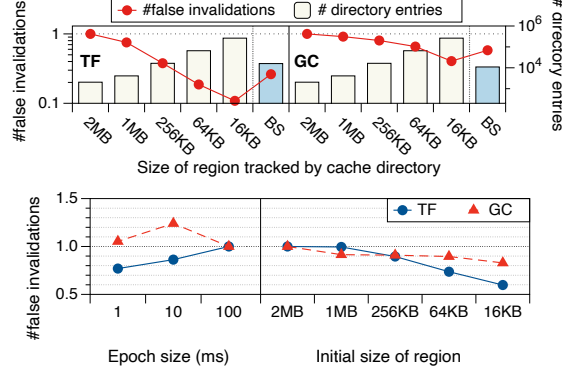 #false invalidations # directory entries
#false invalidations
1
0.1
TF
GC
10^6
10^4
# directory entries
2MB 1MB 256KB 64KB 16KB BS 2MB 1MB 256KB 64KB 16KB BS
Size of region tracked by cache directory
#false invalidations
1.5
1.0
0.5
TF GC
1 10 100 2MB 1MB 256KB 64KB 16KB
Epoch size (ms) Initial size of region